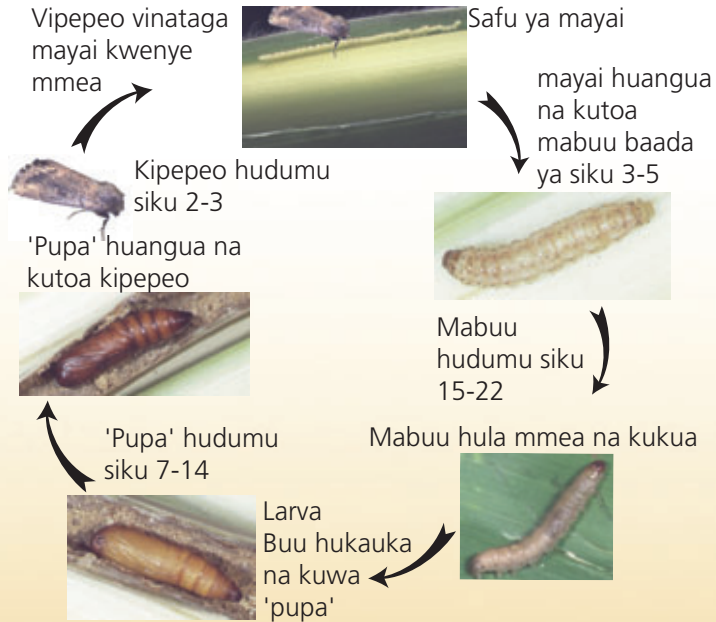 Vipepeo vinataga
mayai kwenye
mmea
Safu ya mayai
mayai huangua
na kutoa
mabuu baada
ya siku 3-5
Mabuu
hudumu siku
15-22
Mabuu hula mmea na kukua
Larva
Buu hukauka
na kuwa
'pupa'
'Pupa' hudumu
siku 7-14
'Pupa' huangua na
kutoa kipepeo
Kipepeo hudumu
siku 2-3